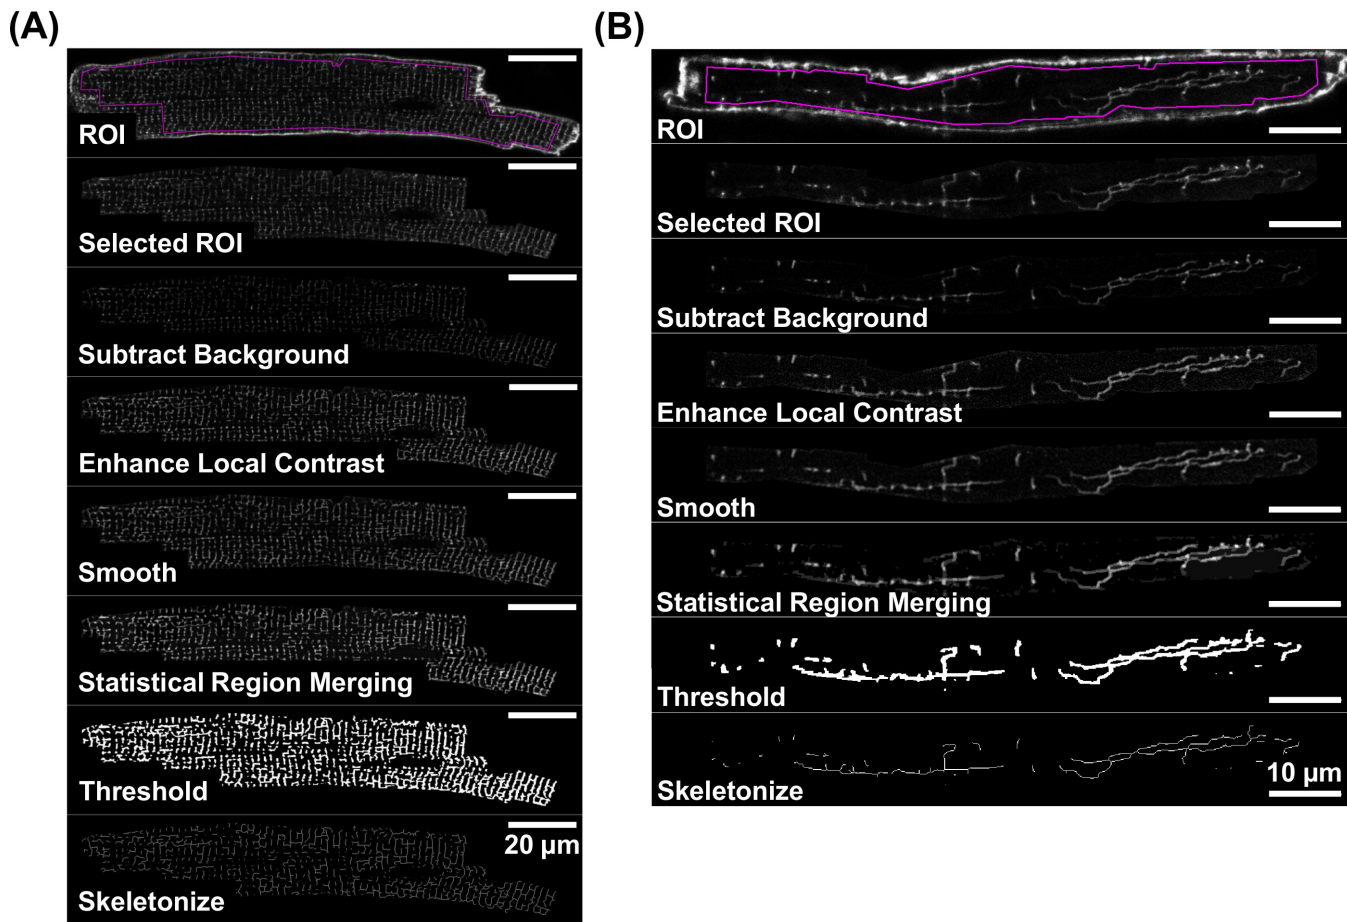 (A)
ROI
Selected ROI
Subtract Background
Enhance Local Contrast
Smooth
Statistical Region Merging
Threshold
20 µm
Skeletonize
(B)
ROI
Selected ROI
Subtract Background
Enhance Local Contrast
Smooth
Statistical Region Merging
Threshold
10 µm
Skeletonize